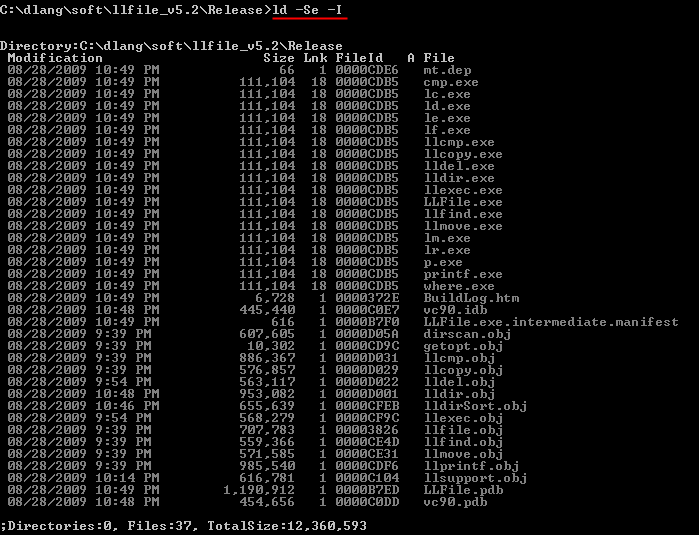 C:\dlang\soft\llfile_v5.2\Release>ld -Se -I
Directory:C:\dlang\soft\llfile_v5.2\Release
Modification Size Lnk FileId A File
08/28/2009 10:49 PM 66 1 0000CDE6 mt.dep
08/28/2009 10:49 PM 111,104 18 0000CDB5 cmp.exe
08/28/2009 10:49 PM 111,104 18 0000CDB5 lc.exe
08/28/2009 10:49 PM 111,104 18 0000CDB5 ld.exe
08/28/2009 10:49 PM 111,104 18 0000CDB5 le.exe
08/28/2009 10:49 PM 111,104 18 0000CDB5 lf.exe
08/28/2009 10:49 PM 111,104 18 0000CDB5 llcmp.exe
08/28/2009 10:49 PM 111,104 18 0000CDB5 llcopy.exe
08/28/2009 10:49 PM 111,104 18 0000CDB5 lldel.exe
08/28/2009 10:49 PM 111,104 18 0000CDB5 lldir.exe
08/28/2009 10:49 PM 111,104 18 0000CDB5 llexec.exe
08/28/2009 10:49 PM 111,104 18 0000CDB5 LLFile.exe
08/28/2009 10:49 PM 111,104 18 0000CDB5 llfind.exe
08/28/2009 10:49 PM 111,104 18 0000CDB5 llmove.exe
08/28/2009 10:49 PM 111,104 18 0000CDB5 lm.exe
08/28/2009 10:49 PM 111,104 18 0000CDB5 lr.exe
08/28/2009 10:49 PM 111,104 18 0000CDB5 p.exe
08/28/2009 10:49 PM 111,104 18 0000CDB5 printf.exe
08/28/2009 10:49 PM 111,104 18 0000CDB5 where.exe
08/28/2009 10:49 PM 6,728 1 0000372E BuildLog.htm
08/28/2009 10:48 PM 445,440 1 0000C0E7 vc90.idb
08/28/2009 10:49 PM 616 1 0000B7F0 LLFile.exe.intermediate.manifest
08/28/2009 9:39 PM 607,605 1 0000D05A dirscan.obj
08/28/2009 9:39 PM 10,302 1 0000CD9C getopt.obj
08/28/2009 9:39 PM 886,367 1 0000D031 llcmp.obj
08/28/2009 9:39 PM 576,857 1 0000D029 llcopy.obj
08/28/2009 9:54 PM 563,117 1 0000D022 lldel.obj
08/28/2009 10:48 PM 953,082 1 0000D001 lldir.obj
08/28/2009 10:46 PM 655,639 1 0000CFEB lldirSort.obj
08/28/2009 9:54 PM 568,279 1 0000CF9C llexec.obj
08/28/2009 9:39 PM 707,783 1 00003826 llfile.obj
08/28/2009 9:39 PM 559,366 1 0000CE4D llfind.obj
08/28/2009 9:39 PM 571,585 1 0000CE31 llmove.obj
08/28/2009 9:39 PM 985,540 1 0000CDF6 llprintf.obj
08/28/2009 10:14 PM 616,781 1 0000C104 llsupport.obj
08/28/2009 10:49 PM 1,190,912 1 0000B7ED LLFile.pdb
08/28/2009 10:48 PM 454,656 1 0000C0DD vc90.pdb
;Directories:0, Files:37, TotalSize:12,360,593